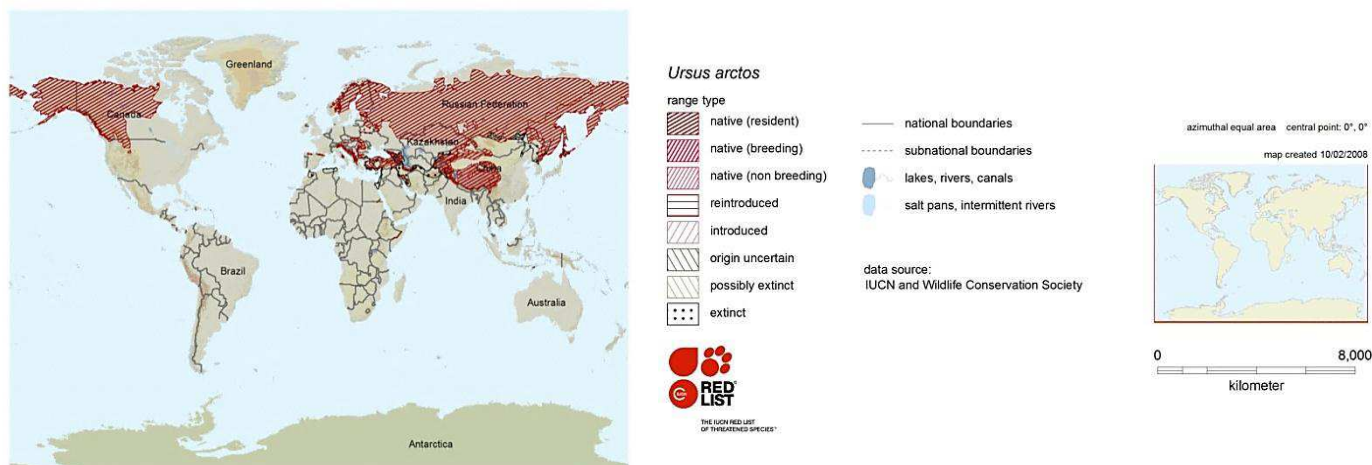 Greenland
Canada
Russian Federation
Kazakhstan
China
India
Brazil
Australia
Antarctica
Ursus arctos
range type
native (resident)
native (breeding)
native (non breeding)
reintroduced
introduced
origin uncertain
possibly extinct
extinct
national boundaries
subnational boundaries
lakes, rivers, canals
salt pans, intermittent rivers
data source:
IUCN and Wildlife Conservation Society
azimuthal equal area central point: 0°, 0°
map created 10/02/2008
0 8,000
kilometer
IUCN
RED
LIST
THE IUCN RED LIST
OF THREATENED SPECIES™